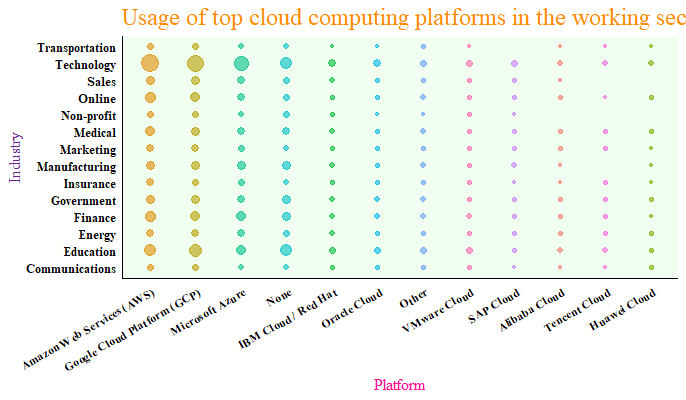 Usage of top cloud computing platforms in the working sec
Transportation
Technology
Sales
Online
Non-profit
Medical
Marketing
Manufacturing
Insurance
Government
Finance
Energy
Education
Communications
Industry
Amazon Web Services (AWS)
Google Cloud Platform (GCP)
Microsoft Azure
None
IBM Cloud / Red Hat
Oracle Cloud
Other
VMware Cloud
SAP Cloud
Alibaba Cloud
Tencent Cloud
Huawei Cloud
Platform